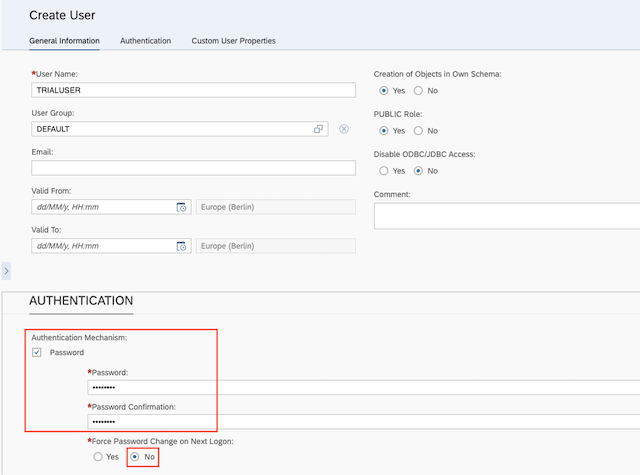 Create User
General Information Authentication Custom User Properties
*User Name:
TRIALUSER
User Group:
DEFAULT
Email:
Valid From:
dd/MM/y, HH:mm Europe (Berlin)
Valid To:
dd/MM/y, HH:mm Europe (Berlin)
Creation of Objects in Own Schema:
Yes No
PUBLIC Role:
Yes No
Disable ODBC/JDBC Access:
Yes No
Comment:
AUTHENTICATION
Authentication Mechanism:
Password
*Password:
••••••••
*Password Confirmation:
••••••••
*Force Password Change on Next Logon:
Yes No